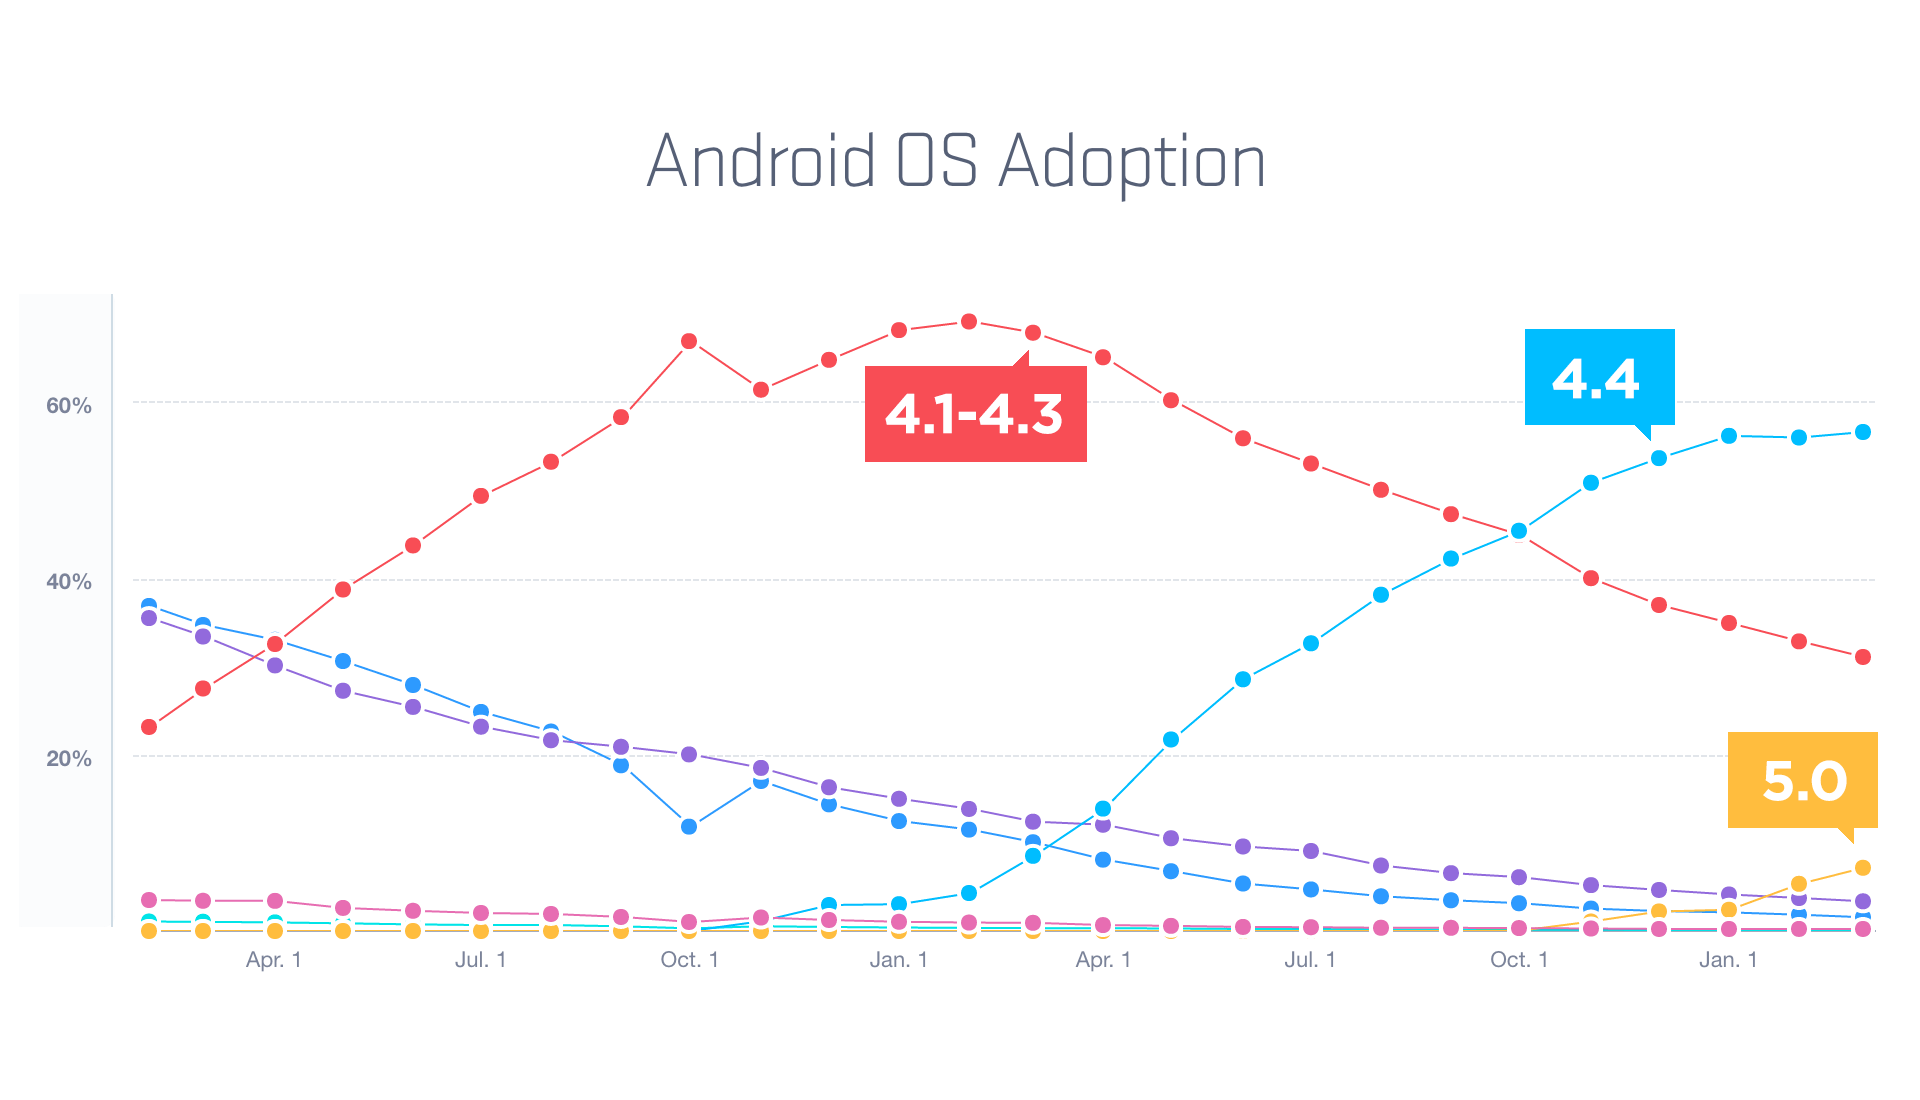 Android OS Adoption
4.1-4.3
4.4
5.0
60%
40%
20%
Apr. 1
Jul. 1
Oct. 1
Jan. 1
Apr. 1
Jul. 1
Oct. 1
Jan. 1